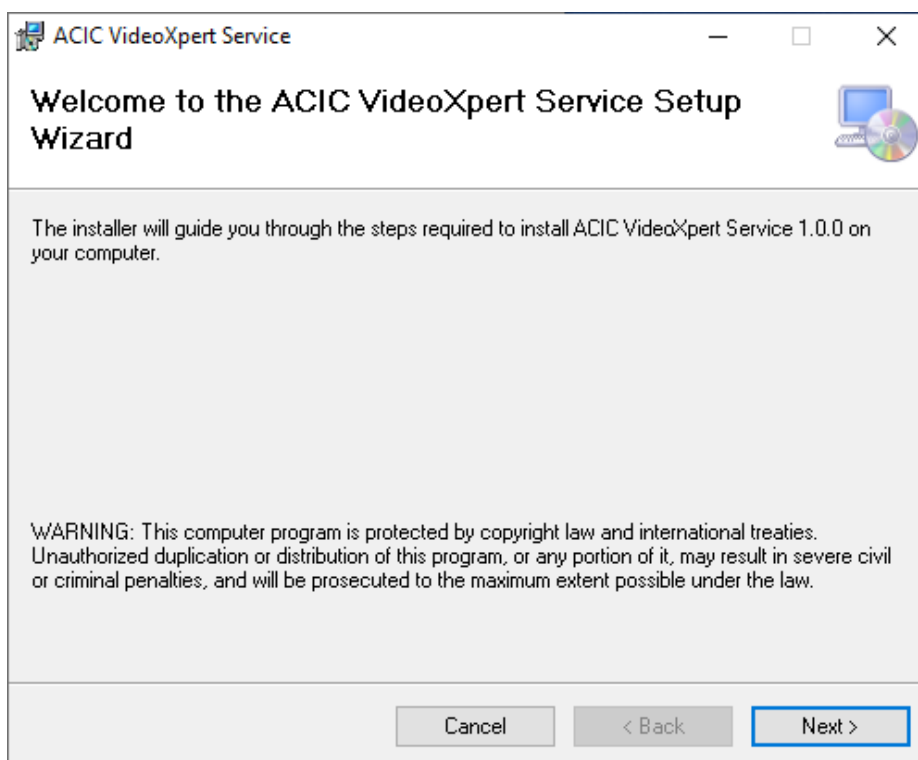 ACIC VideoXpert Service
Welcome to the ACIC VideoXpert Service Setup
Wizard
The installer will guide you through the steps required to install ACIC VideoXpert Service 1.0.0 on
your computer.
WARNING: This computer program is protected by copyright law and international treaties.
Unauthorized duplication or distribution of this program, or any portion of it, may result in severe civil
or criminal penalties, and will be prosecuted to the maximum extent possible under the law.
Cancel
< Back
Next >